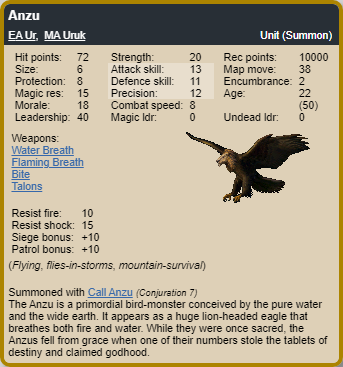 Anzu
EA Ur, MA Uruk Unit (Summon)
Hit points: 72 Strength: 20 Rec points: 10000
Size: 6 Attack skill: 13 Map move: 38
Protection: 8 Defence skill: 11 Encumbrance: 2
Magic res: 15 Precision: 12 Age: 22
Morale: 18 Combat speed: 8 (50)
Leadership: 40 Magic ldr: 0 Undead ldr: 0
Weapons:
Water Breath
Flaming Breath
Bite
Talons
Resist fire: 10
Resist shock: 15
Siege bonus: +10
Patrol bonus: +10
(Flying, flies-in-storms, mountain-survival)
Summoned with Call Anzu (Conjuration 7)
The Anzu is a primordial bird-monster conceived by the pure water
and the wide earth. It appears as a huge lion-headed eagle that
breathes both fire and water. While they were once sacred, the
Anzus fell from grace when one of their numbers stole the tablets of
destiny and claimed godhood.